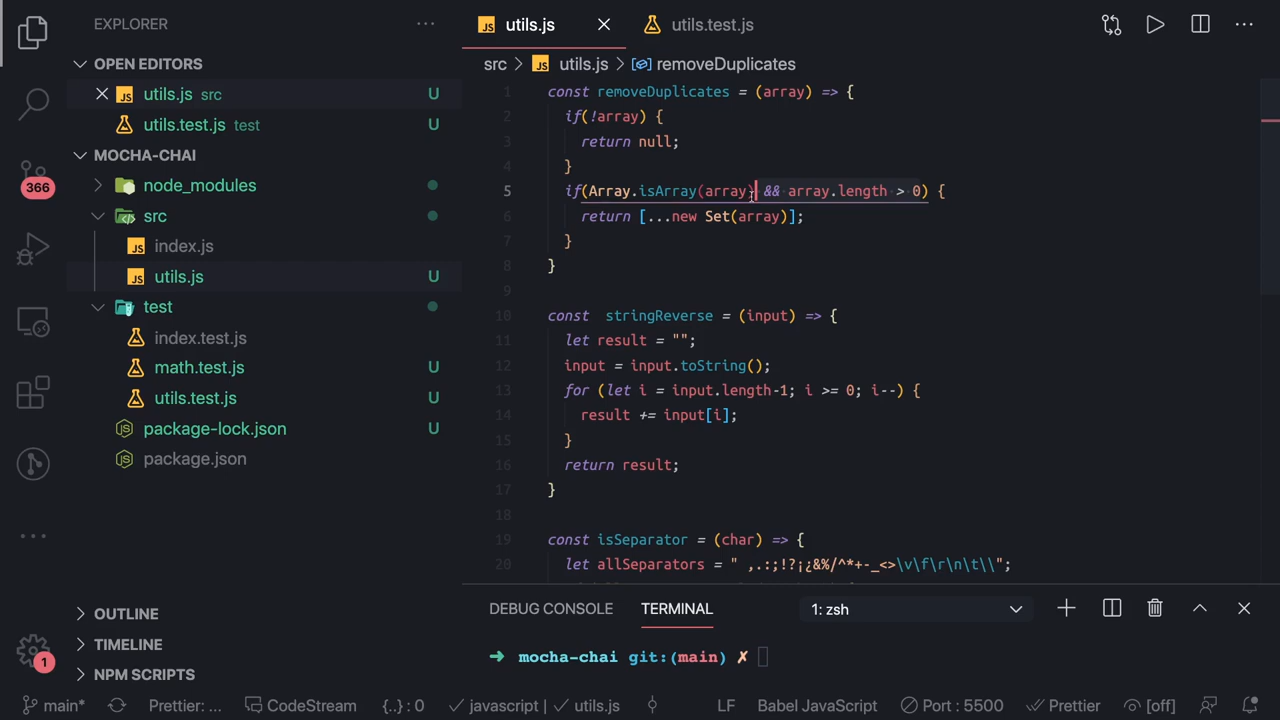 EXPLORER
···
OPEN EDITORS
utils.js src U
utils.test.js test U
MOCHA-CHAI
node_modules
src
index.js
utils.js U
test
index.test.js
math.test.js U
utils.test.js U
package-lock.json U
package.json
366
···
OUTLINE
TIMELINE
NPM SCRIPTS
1
JS utils.js
utils.test.js
src > JS utils.js > removeDuplicates
1 const removeDuplicates = (array) => {
2 if(!array) {
3 return null;
4 }
5 if(Array.isArray(array) && array.length > 0) {
6 return [...new Set(array)];
7 }
8 }
9
10 const stringReverse = (input) => {
11 let result = "";
12 input = input.toString();
13 for (let i = input.length-1; i >= 0; i--) {
14 result += input[i];
15 }
16 return result;
17 }
18
19 const isSeparator = (char) => {
20 let allSeparators = " ,.:;!?¡¿&%/^*+-_<>\v\f\r\n\t\\";
DEBUG CONSOLE TERMINAL 1: zsh
➜ mocha-chai git:(main) ✗
main* Prettier: ... CodeStream {..} : 0 ✓ javascript | ✓ utils.js LF Babel JavaScript Port : 5500 Prettier [off]